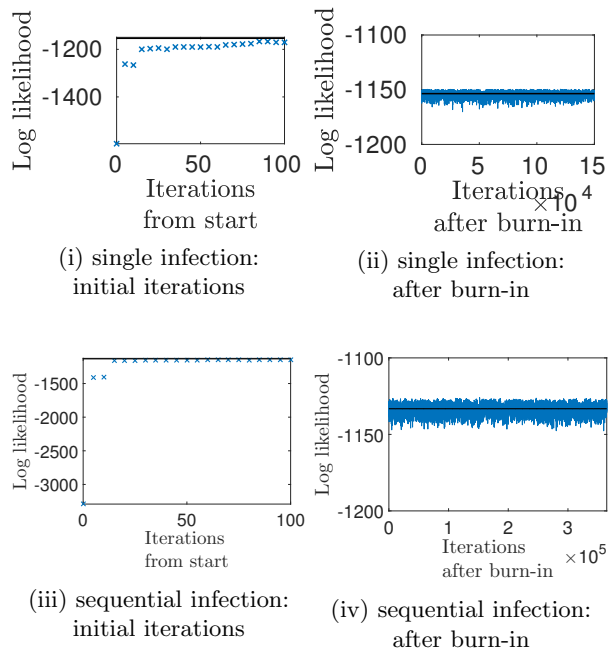 Log likelihood
-1200
-1400
0 50 100
Iterations
from start
(i) single infection:
initial iterations
Log likelihood
-1100
-1150
-1200
0 5 10 15
×10 4
Iterations
after burn-in
(ii) single infection:
after burn-in
Log likelihood
-1500
-2000
-2500
-3000
0 50 100
Iterations
from start
(iii) sequential infection:
initial iterations
Log likelihood
-1100
-1150
-1200
0 1 2 3
×10 5
Iterations
after burn-in
(iv) sequential infection:
after burn-in